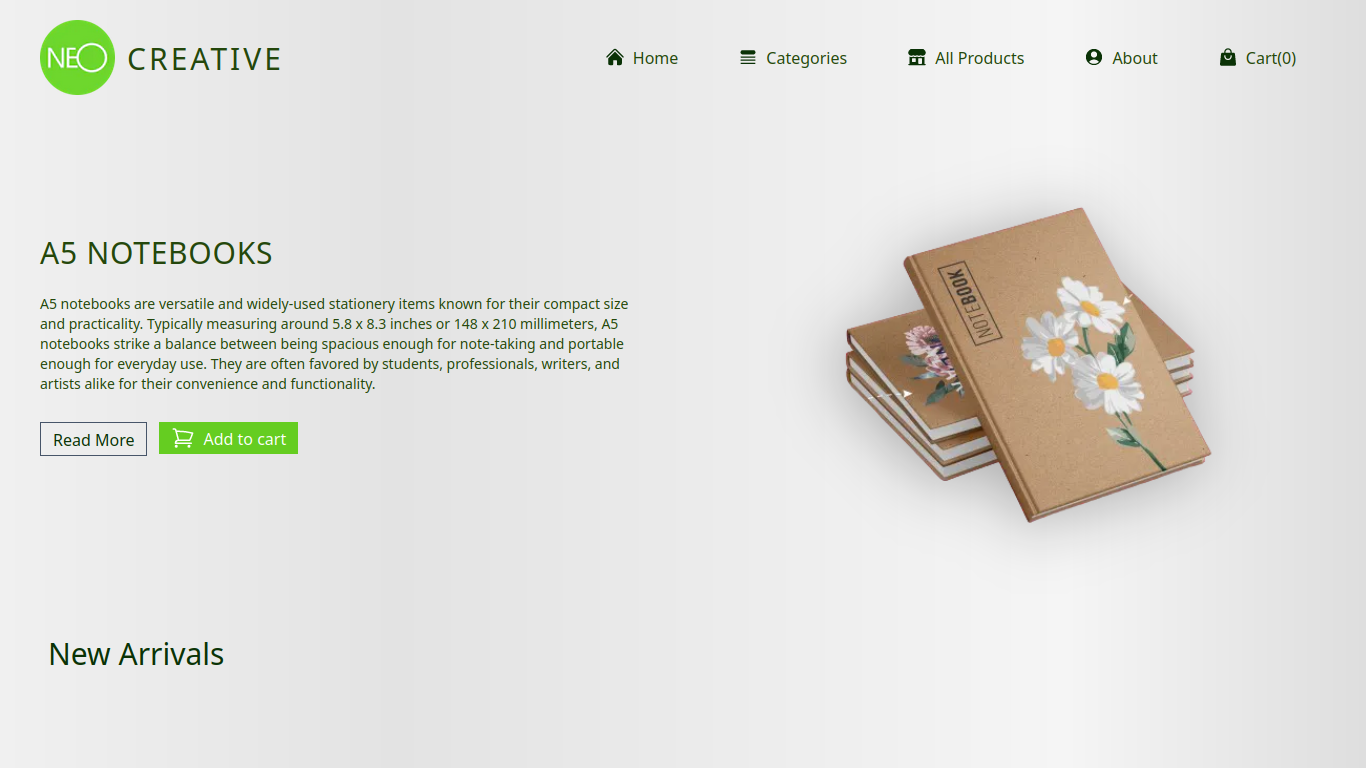 NEO CREATIVE
Home
Categories
All Products
About
Cart(0)
A5 NOTEBOOKS
A5 notebooks are versatile and widely-used stationery items known for their compact size
and practicality. Typically measuring around 5.8 x 8.3 inches or 148 x 210 millimeters, A5
notebooks strike a balance between being spacious enough for note-taking and portable
enough for everyday use. They are often favored by students, professionals, writers, and
artists alike for their convenience and functionality.
Read More
Add to cart
NOTEBOOK
New Arrivals